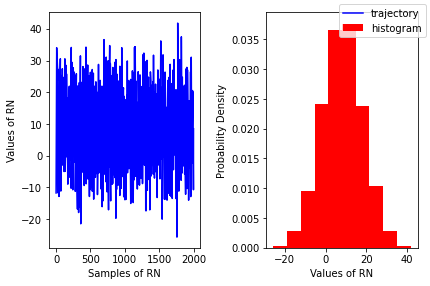 trajectory
histogram
Values of RN
40
30
20
10
0
−10
−20
0 500 1000 1500 2000
Samples of RN
Probability Density
0.035
0.030
0.025
0.020
0.015
0.010
0.005
0.000
−20 0 20 40
Values of RN